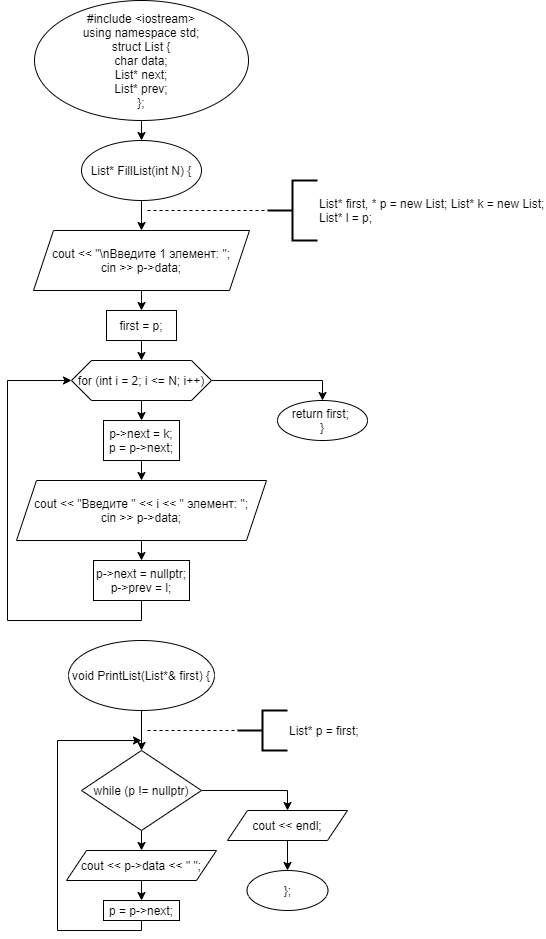 #include <iostream>
using namespace std;
struct List {
char data;
List* next;
List* prev;
};
List* FillList(int N) {
List* first, * p = new List; List* k = new List;
List* l = p;
cout << "\nВведите 1 элемент: ";
cin >> p->data;
first = p;
for (int i = 2; i <= N; i++)
return first;
}
p->next = k;
p = p->next;
cout << "Введите " << i << " элемент: ";
cin >> p->data;
p->next = nullptr;
p->prev = l;
void PrintList(List*& first) {
List* p = first;
while (p != nullptr)
cout << endl;
cout << p->data << " ";
};
p = p->next;